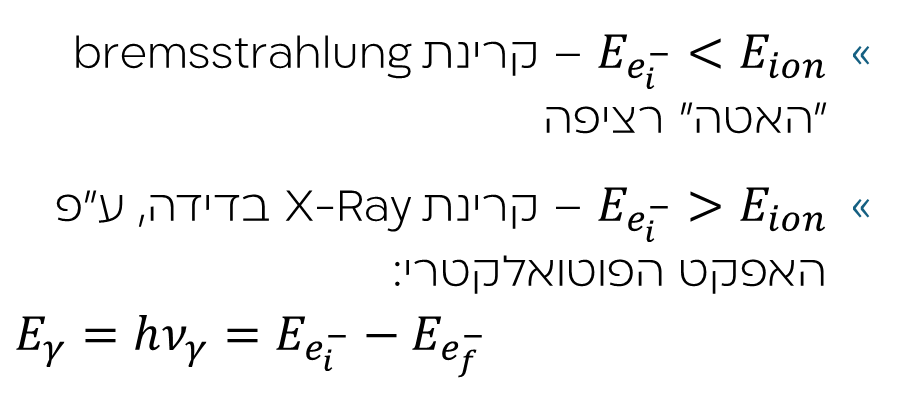 » E_{e_i^-} < E_{ion} – קרינת bremsstrahlung
"האטה" רציפה
» E_{e_i^-} > E_{ion} – קרינת X-Ray בדידה, ע"פ
האפקט הפוטואלקטרי:
E_γ = hν_γ = E_{e_i^-} − E_{e_f^-}